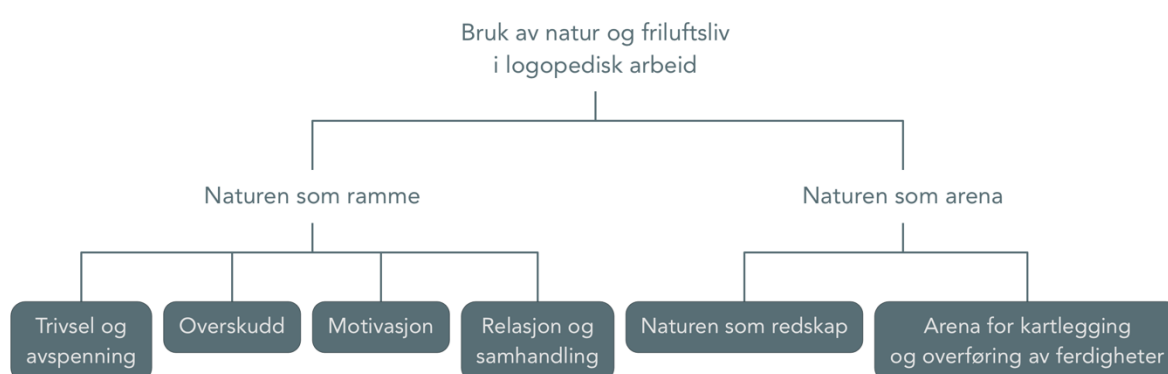 Bruk av natur og friluftsliv
i logopedisk arbeid
Naturen som ramme
Naturen som arena
Trivsel og
avspenning
Overskudd
Motivasjon
Relasjon og
samhandling
Naturen som redskap
Arena for kartlegging
og overføring av ferdigheter